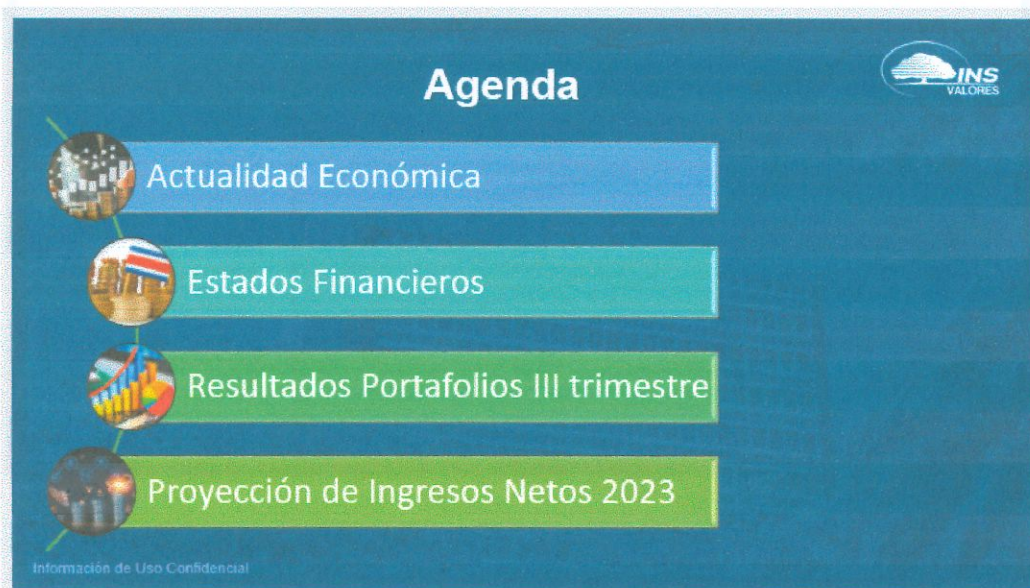 Agenda
INS
VALORES
Actualidad Económica
Estados Financieros
Resultados Portafolios III trimestre
Proyección de Ingresos Netos 2023
Información de Uso Confidencial